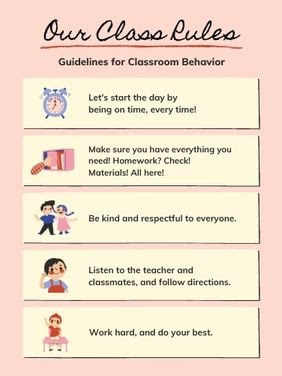 Our Class Rules
Guidelines for Classroom Behavior
Let's start the day by
being on time, every time!
Make sure you have everything you
need! Homework? Check!
Materials! All here!
Be kind and respectful to everyone.
Listen to the teacher and
classmates, and follow directions.
Work hard, and do your best.